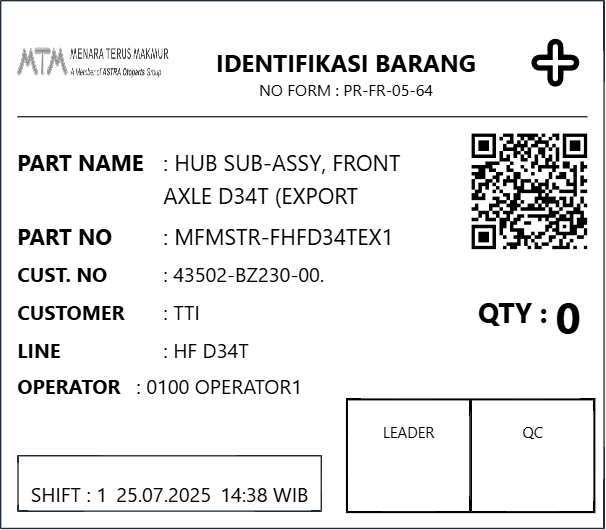 MTM MENARA TERUS MAKMUR
A Member of ASTRA Otoparts Group
IDENTIFIKASI BARANG
NO FORM : PR-FR-05-64
PART NAME : HUB SUB-ASSY, FRONT
AXLE D34T (EXPORT
PART NO : MFMSTR-FHFD34TEX1
CUST. NO : 43502-BZ230-00.
CUSTOMER : TTI
QTY : 0
LINE : HF D34T
OPERATOR : 0100 OPERATOR1
LEADER QC
SHIFT : 1 25.07.2025 14:38 WIB